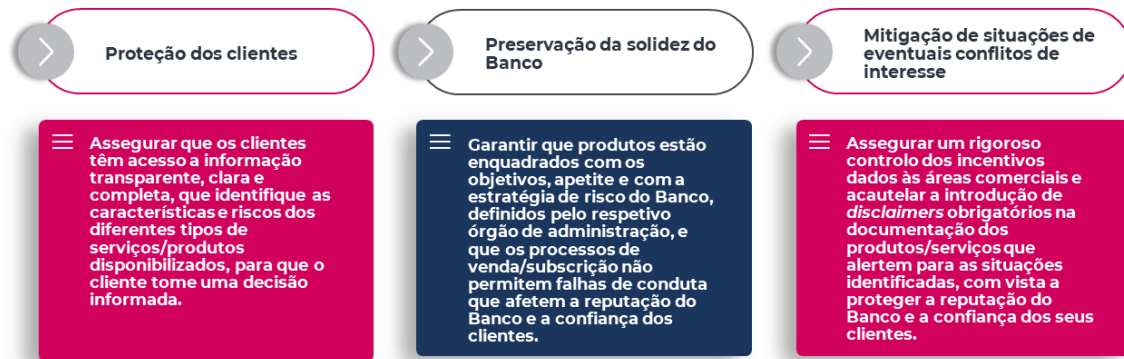 Proteção dos clientes
Preservação da solidez do
Banco
Mitigação de situações de
eventuais conflitos de
interesse
Assegurar que os clientes
têm acesso a informação
transparente, clara e
completa, que identifique as
características e riscos dos
diferentes tipos de
serviços/produtos
disponibilizados, para que o
cliente tome uma decisão
informada.
Garantir que produtos estão
enquadrados com os
objetivos, apetite e com a
estratégia de risco do Banco,
definidos pelo respetivo
órgão de administração, e
que os processos de
venda/subscrição não
permitem falhas de conduta
que afetem a reputação do
Banco e a confiança dos
clientes.
Assegurar um rigoroso
controlo dos incentivos
dados às áreas comerciais e
acautelar a introdução de
disclaimers obrigatórios na
documentação dos
produtos/serviços que
alertem para as situações
identificadas, com vista a
proteger a reputação do
Banco e a confiança dos seus
clientes.